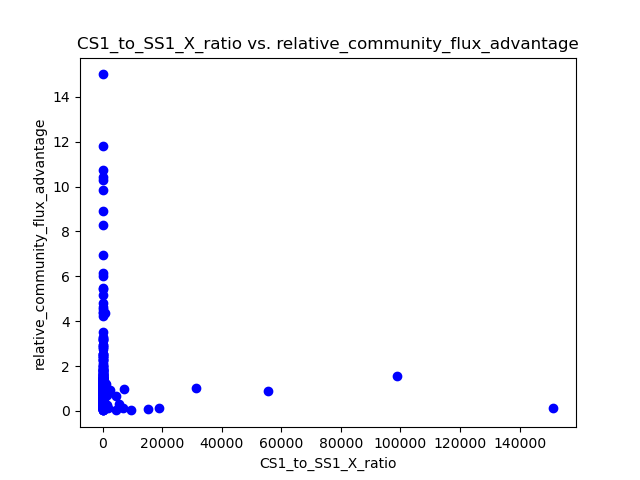 CS1_to_SS1_X_ratio vs. relative_community_flux_advantage
relative_community_flux_advantage
14
12
10
8
6
4
2
0
0 20000 40000 60000 80000 100000 120000 140000
CS1_to_SS1_X_ratio